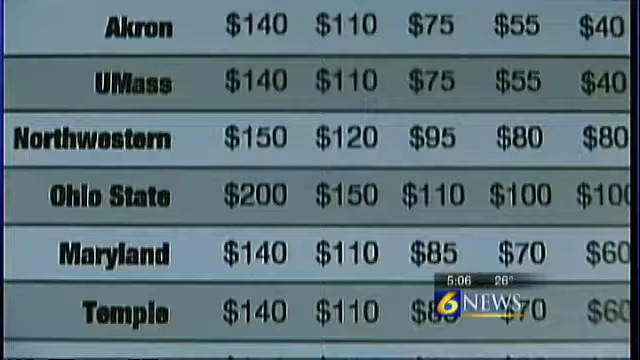 Akron $140 $110 $75 $55 $40
UMass $140 $110 $75 $55 $40
Northwestern $150 $120 $95 $80 $80
Ohio State $200 $150 $110 $100
Maryland $140 $110 $85 $70 $60
5:06 26°
6 NEWS
Temple $140 $110 $70 $60